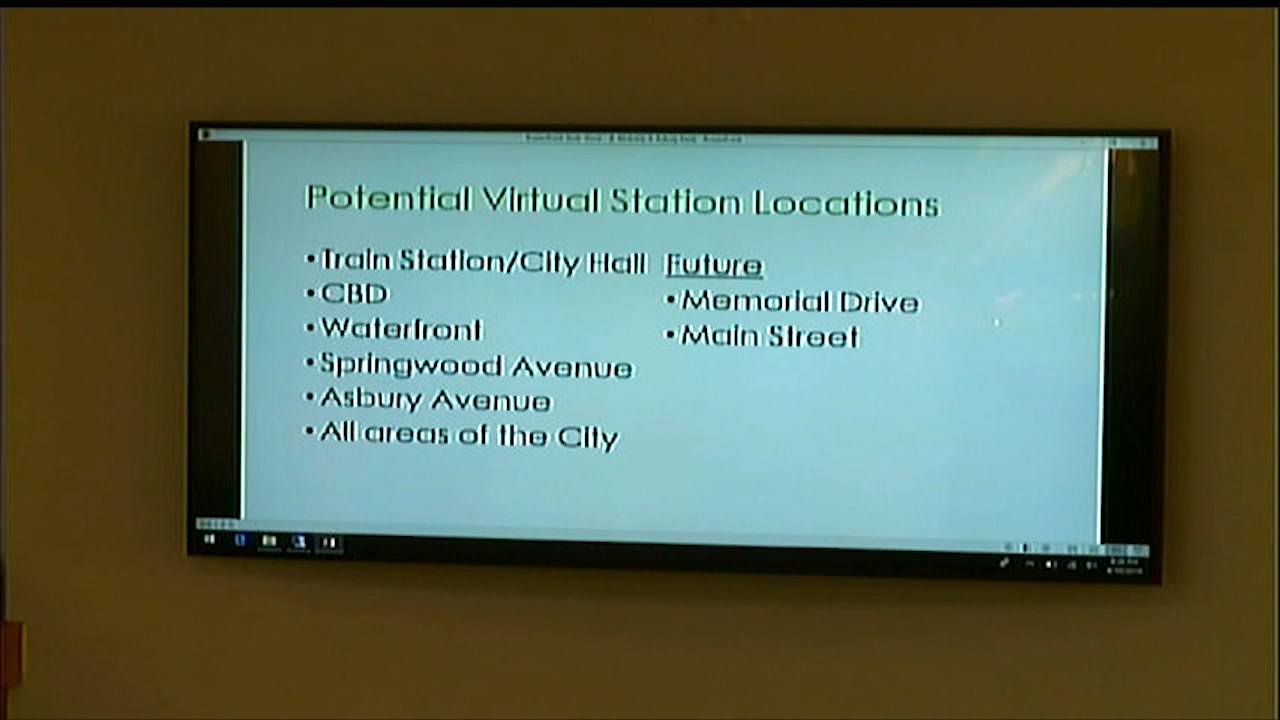 Potential Virtual Station Locations
•Train Station/City Hall
•CBD
•Waterfront
•Springwood Avenue
•Asbury Avenue
•All areas of the City
Future
•Memorial Drive
•Main Street